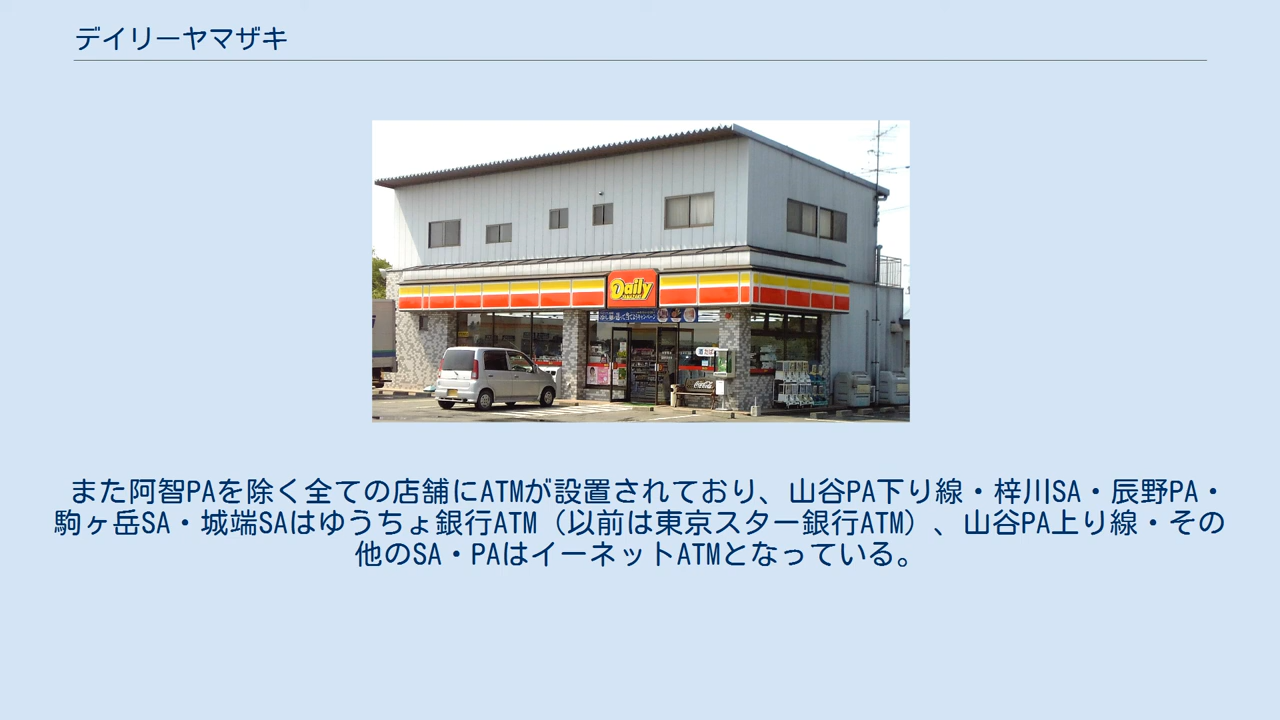 デイリーヤマザキ
Daily
YAMAZAKI
Coca-Cola
また阿智PAを除く全ての店舗にATMが設置されており、山谷PA下り線・梓川SA・辰野PA・
駒ヶ岳SA・城端SAはゆうちょ銀行ATM（以前は東京スター銀行ATM）、山谷PA上り線・その
他のSA・PAはイーネットATMとなっている。